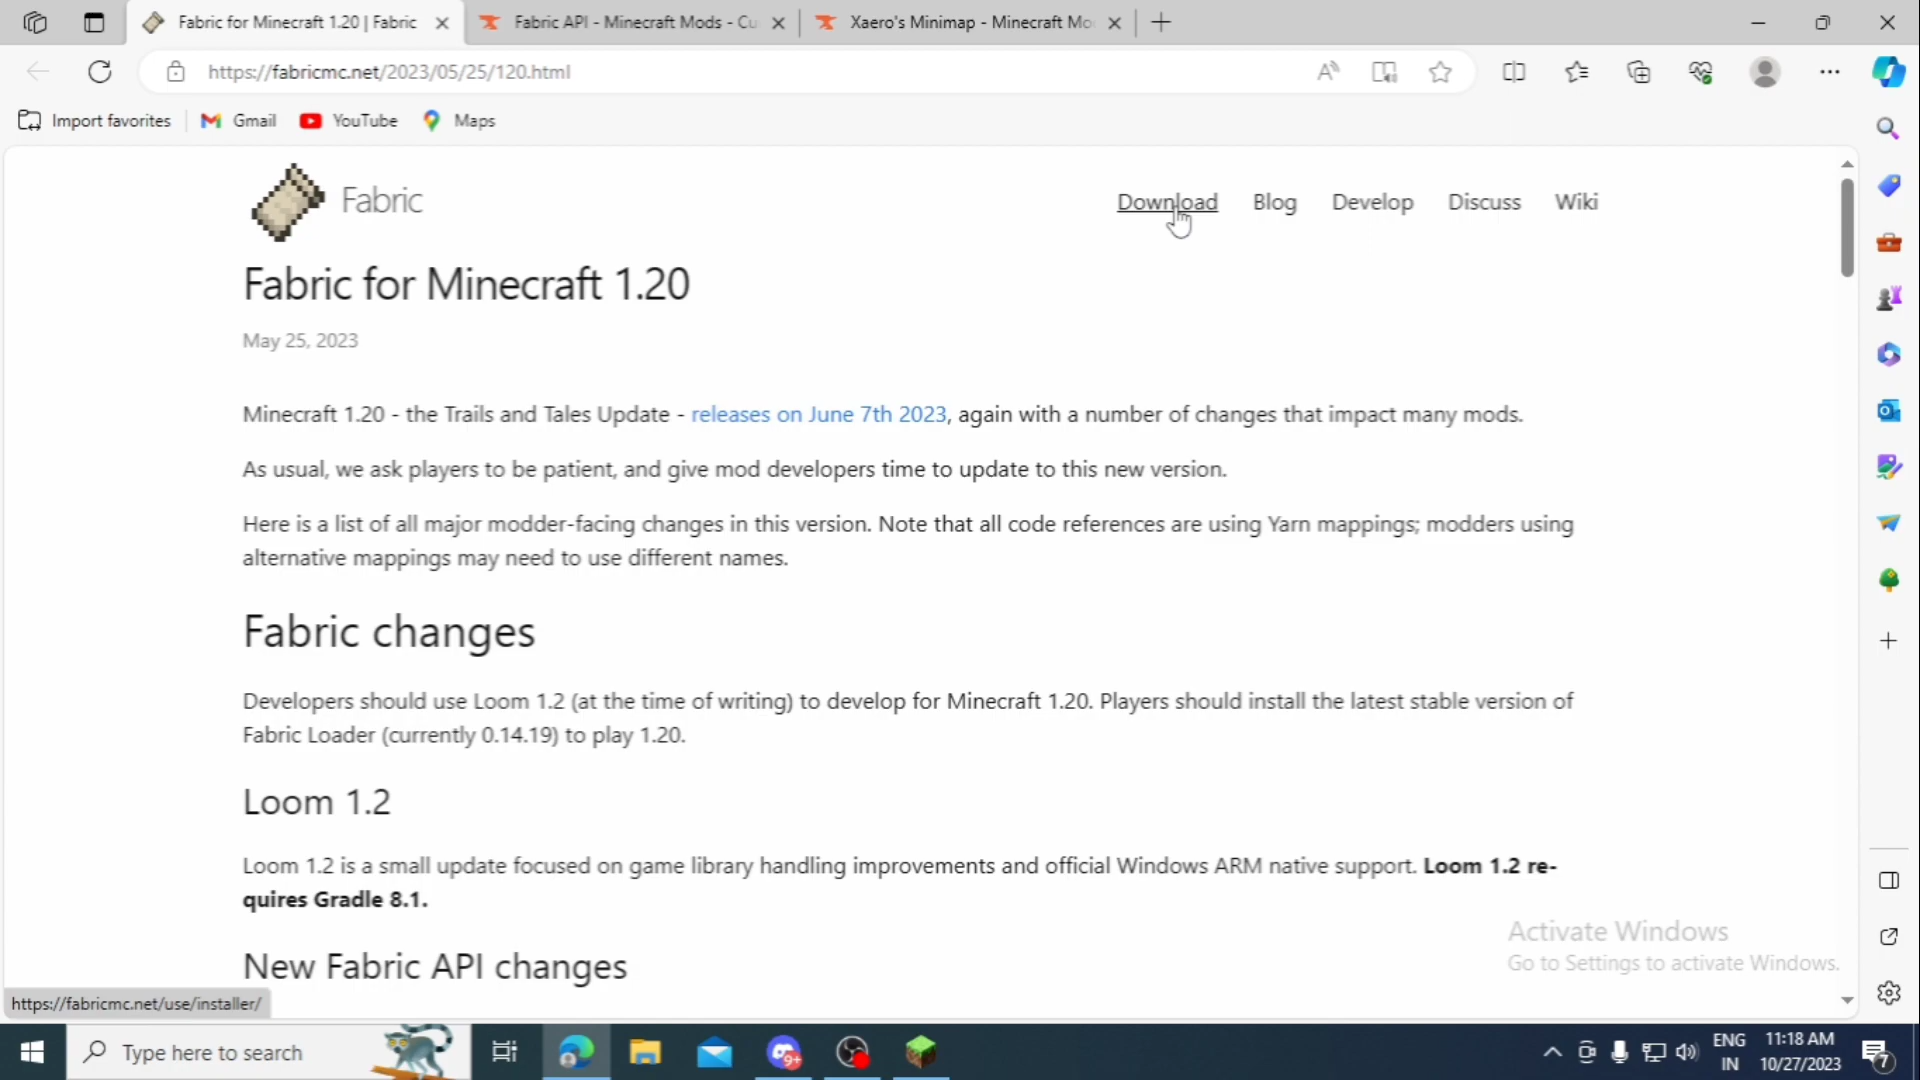 Fabric for Minecraft 1.20 | Fabric
Fabric API - Minecraft Mods - Cu
Xaero's Minimap - Minecraft Mo
https://fabricmc.net/2023/05/25/120.html
Import favorites
Gmail
YouTube
Maps
Fabric
Download
Blog
Develop
Discuss
Wiki
Fabric for Minecraft 1.20
May 25, 2023
Minecraft 1.20 - the Trails and Tales Update - releases on June 7th 2023, again with a number of changes that impact many mods.
As usual, we ask players to be patient, and give mod developers time to update to this new version.
Here is a list of all major modder-facing changes in this version. Note that all code references are using Yarn mappings; modders using
alternative mappings may need to use different names.
Fabric changes
Developers should use Loom 1.2 (at the time of writing) to develop for Minecraft 1.20. Players should install the latest stable version of
Fabric Loader (currently 0.14.19) to play 1.20.
Loom 1.2
Loom 1.2 is a small update focused on game library handling improvements and official Windows ARM native support. Loom 1.2 re-
quires Gradle 8.1.
New Fabric API changes
Activate Windows
Go to Settings to activate Windows.
https://fabricmc.net/use/installer/
Type here to search
9+
ENG
IN
11:18 AM
10/27/2023
7